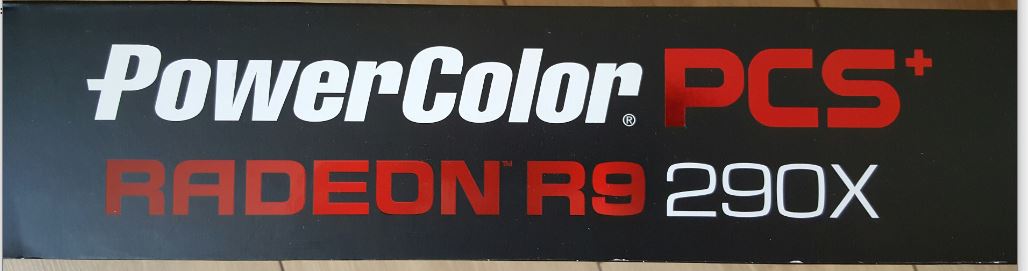 PowerColor® PCS+
RADEON™ R9 290X